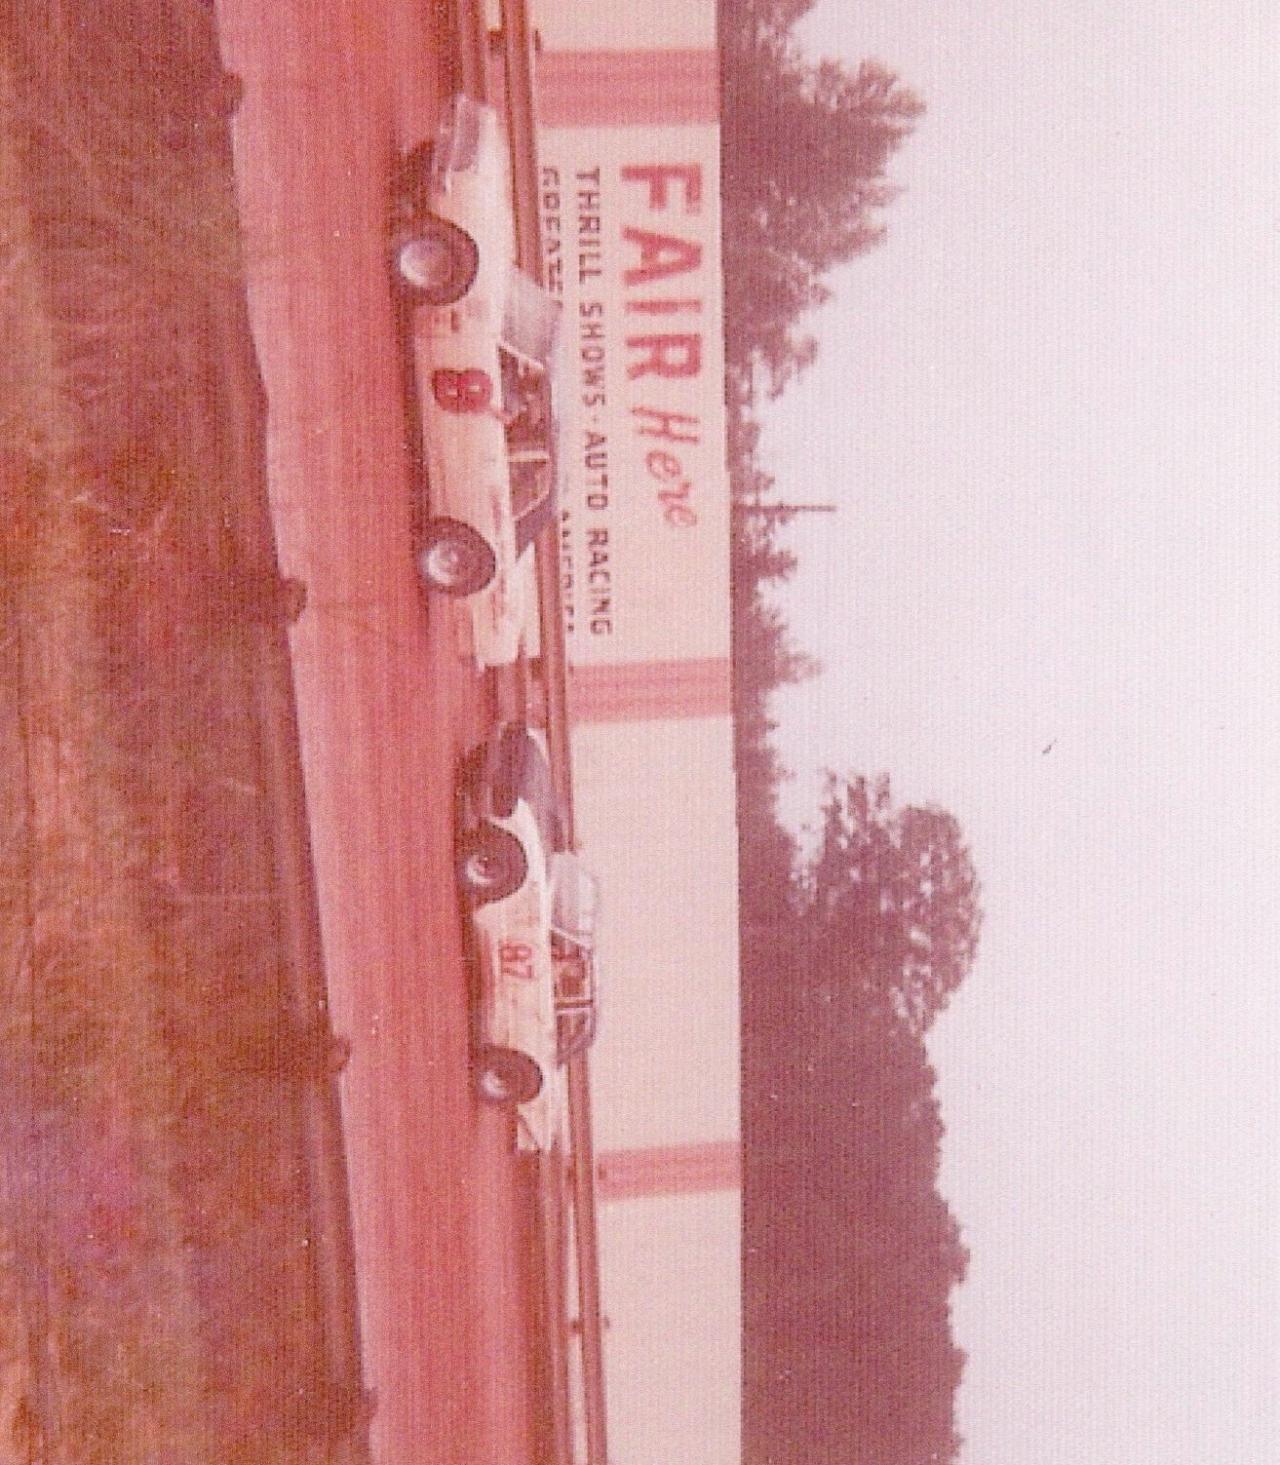 FAIR Here
THRILL SHOWS · AUTO RACING
8
87